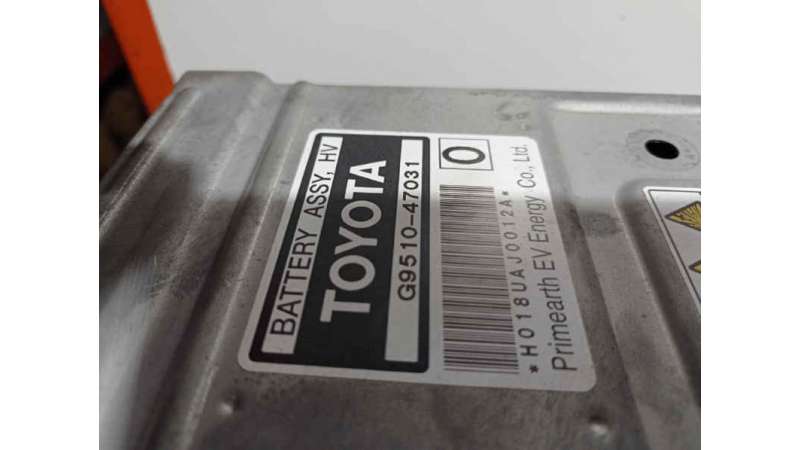 BATTERY ASSY, HV
TOYOTA
G9510-47031
O
*H018UAJ0012A*
Primearth EV Energy Co., Ltd.